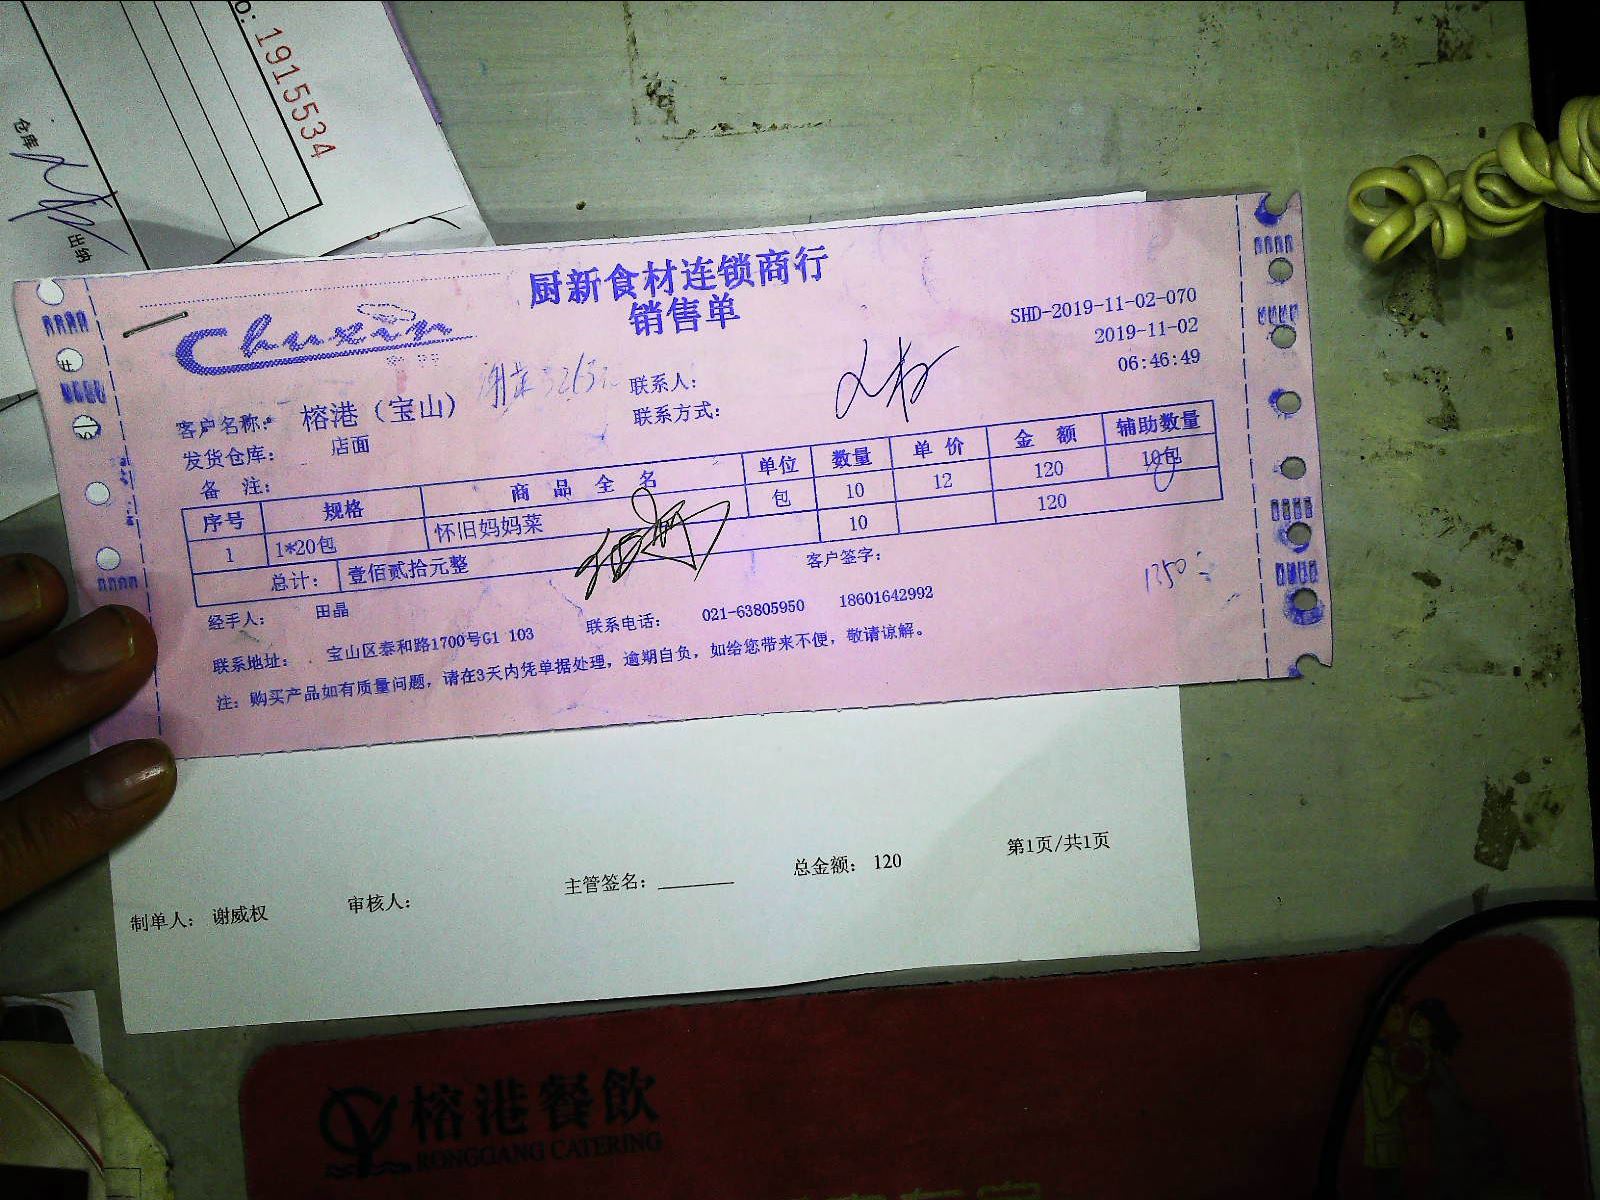 No: 1915534
仓库
出纳
厨新食材连锁商行
销售单
Chuxin
SHD-2019-11-02-070
2019-11-02
06:46:49
客户名称： 榕港（宝山）
联系人：
发货仓库： 店面
联系方式：
备 注：
序号 规格 商 品 全 名 单位 数量 单 价 金 额 辅助数量
1 1*20包 怀旧妈妈菜 包 10 12 120 10包
总计： 壹佰贰拾元整 10 120
经手人： 田晶 客户签字：
联系地址： 宝山区泰和路1700号G1 103 联系电话： 021-63805950 18601642992
注：购买产品如有质量问题，请在3天内凭单据处理，逾期自负，如给您带来不便，敬请谅解。
1350
制单人： 谢威权 审核人： 主管签名： 总金额： 120 第1页/共1页
榕港餐飲
RONGGANG CATERING